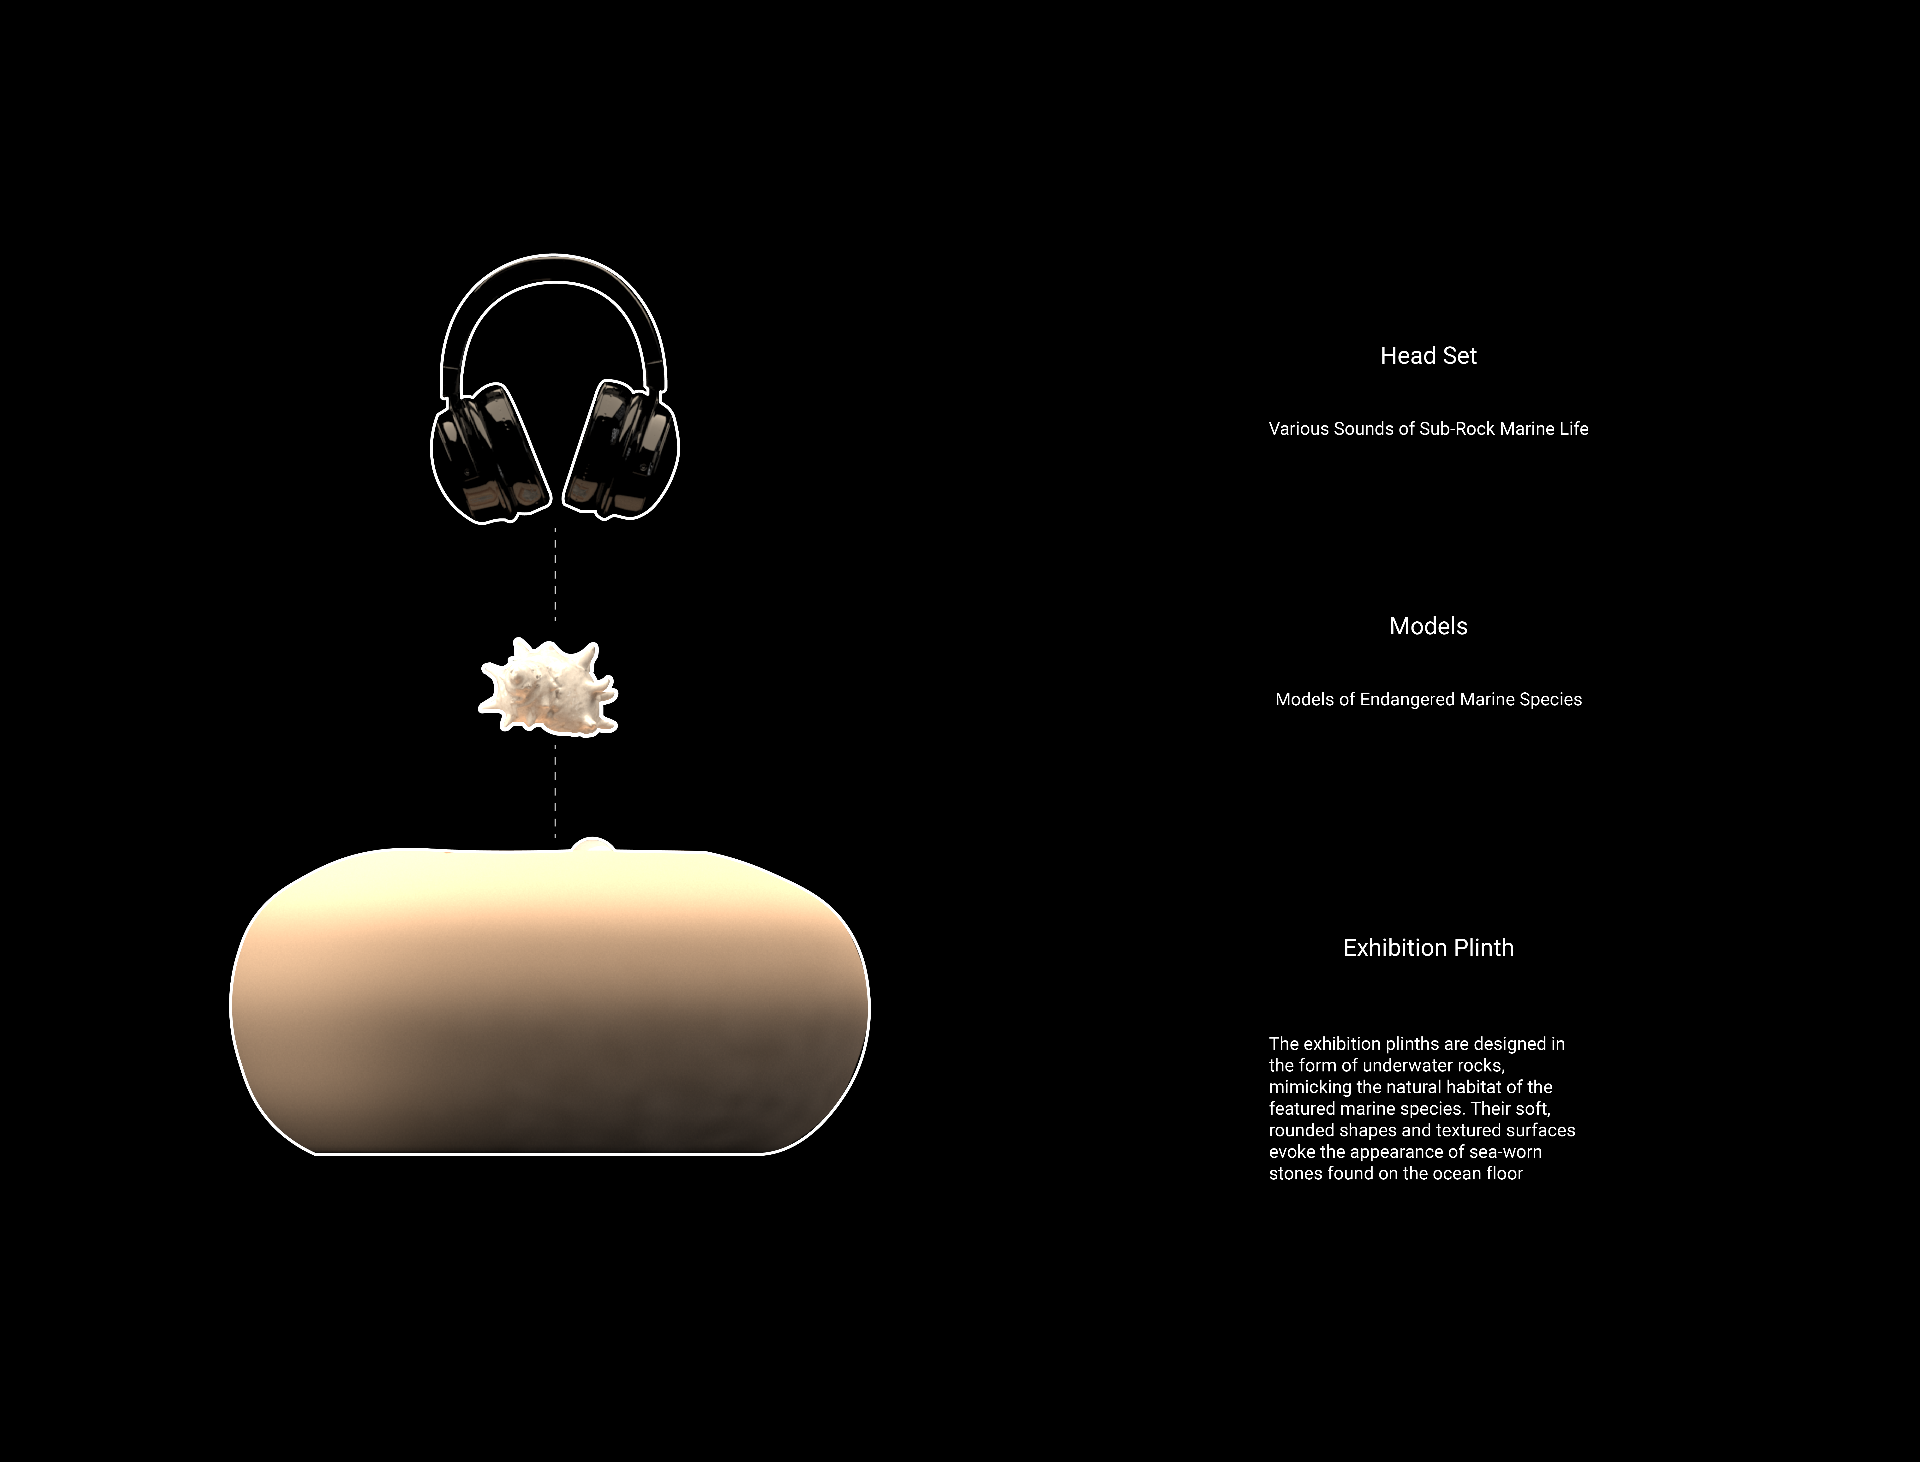 Head Set
Various Sounds of Sub-Rock Marine Life
Models
Models of Endangered Marine Species
Exhibition Plinth
The exhibition plinths are designed in
the form of underwater rocks,
mimicking the natural habitat of the
featured marine species. Their soft,
rounded shapes and textured surfaces
evoke the appearance of sea-worn
stones found on the ocean floor